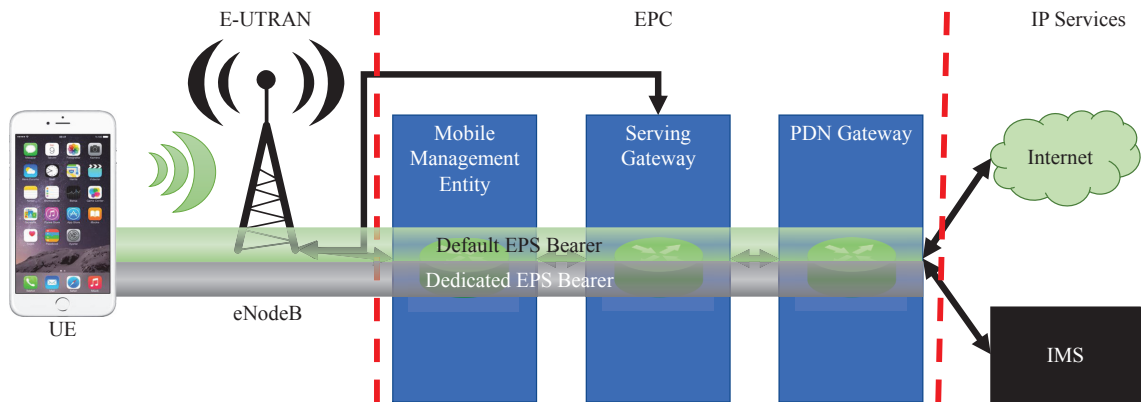 E-UTRAN
EPC
IP Services
Mobile
Management
Entity
Serving
Gateway
PDN Gateway
Internet
Default EPS Bearer
Dedicated EPS Bearer
eNodeB
UE
IMS